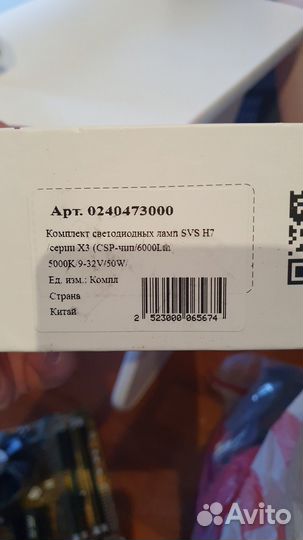 Арт. 0240473000
Комплект светодиодных ламп SVS H7
серии X3 (CSP-чип/6000Lm
5000K/9-32V/50W/
Ед. изм.: Компл
Страна
Китай
2 523000 065674
Avito